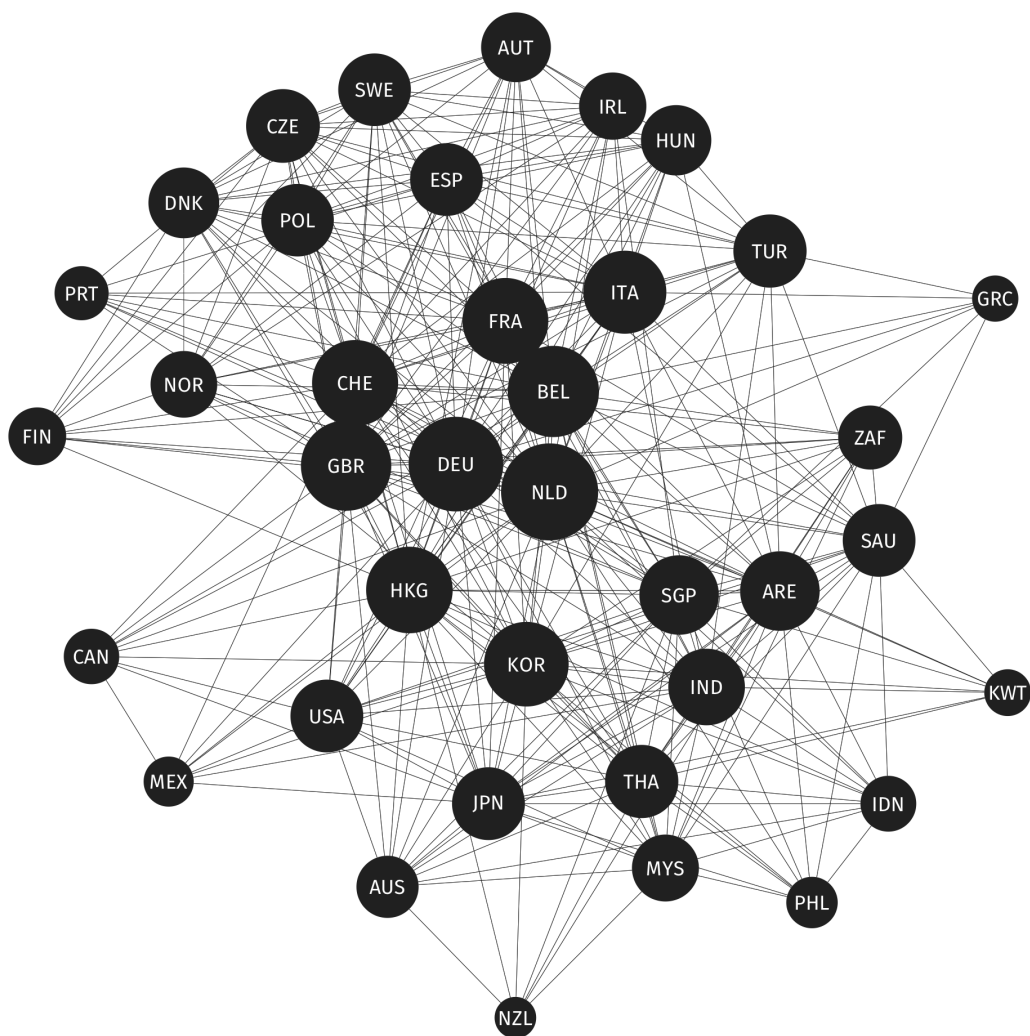 AUT
SWE
IRL
CZE
HUN
ESP
DNK
POL
TUR
PRT
ITA
GRC
FRA
NOR
CHE
BEL
FIN
ZAF
GBR
DEU
NLD
SAU
HKG
SGP
ARE
CAN
KOR
IND
KWT
USA
MEX
THA
JPN
IDN
MYS
AUS
PHL
NZL